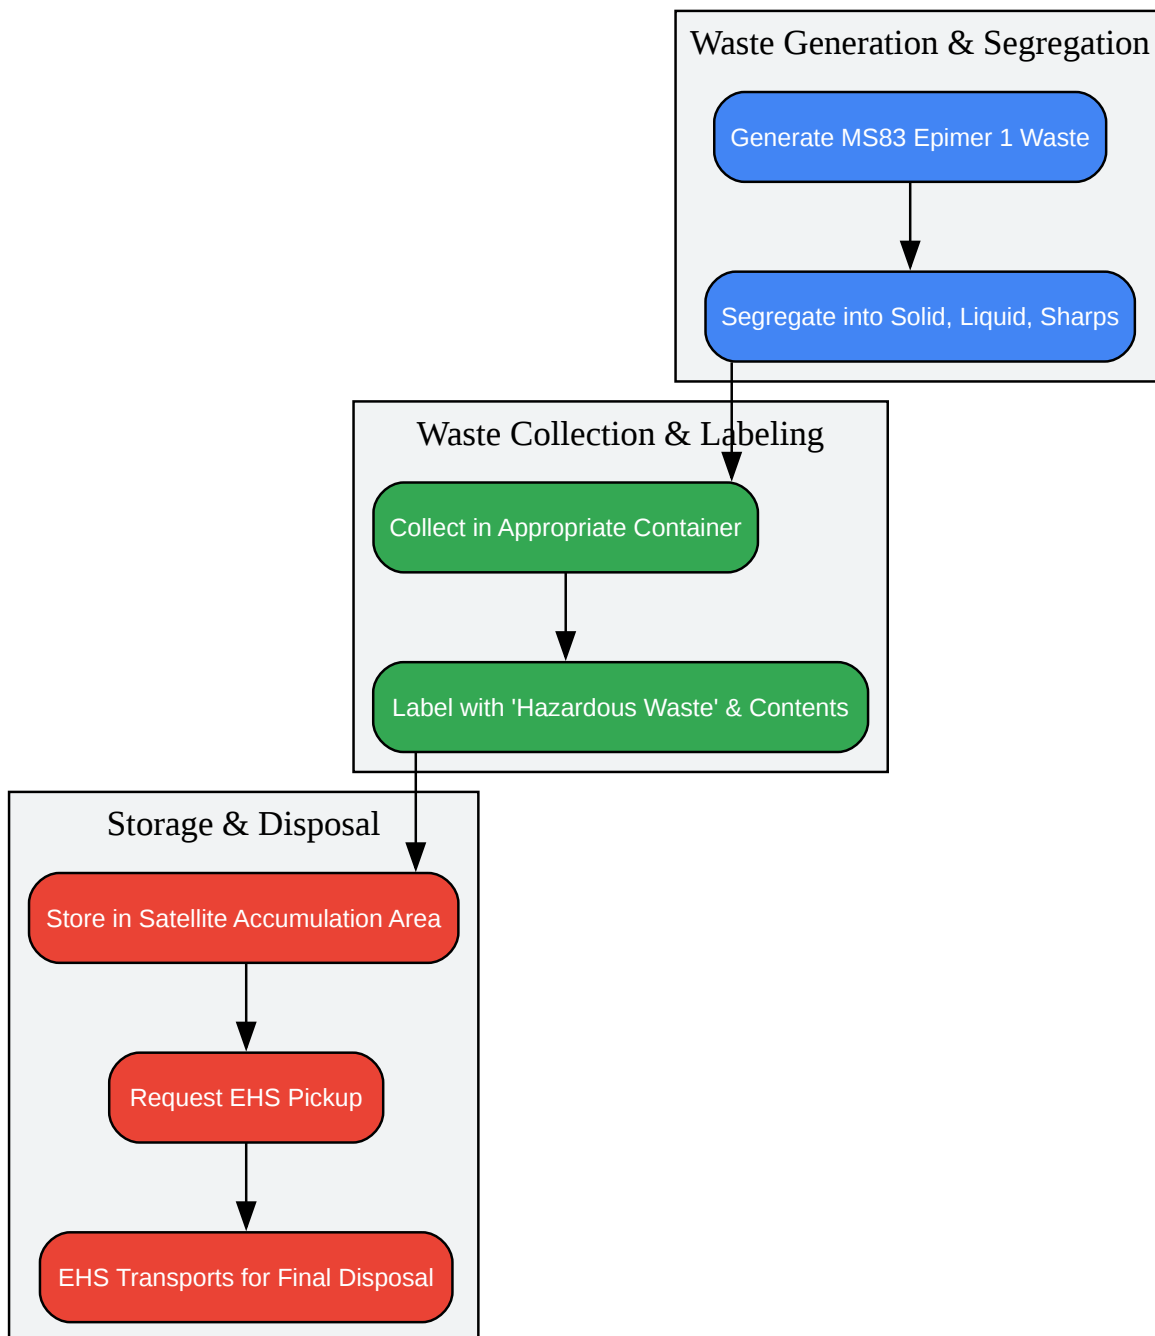 Waste Generation & Segregation
Generate MS83 Epimer 1 Waste
Segregate into Solid, Liquid, Sharps
Waste Collection & Labeling
Collect in Appropriate Container
Label with 'Hazardous Waste' & Contents
Storage & Disposal
Store in Satellite Accumulation Area
Request EHS Pickup
EHS Transports for Final Disposal